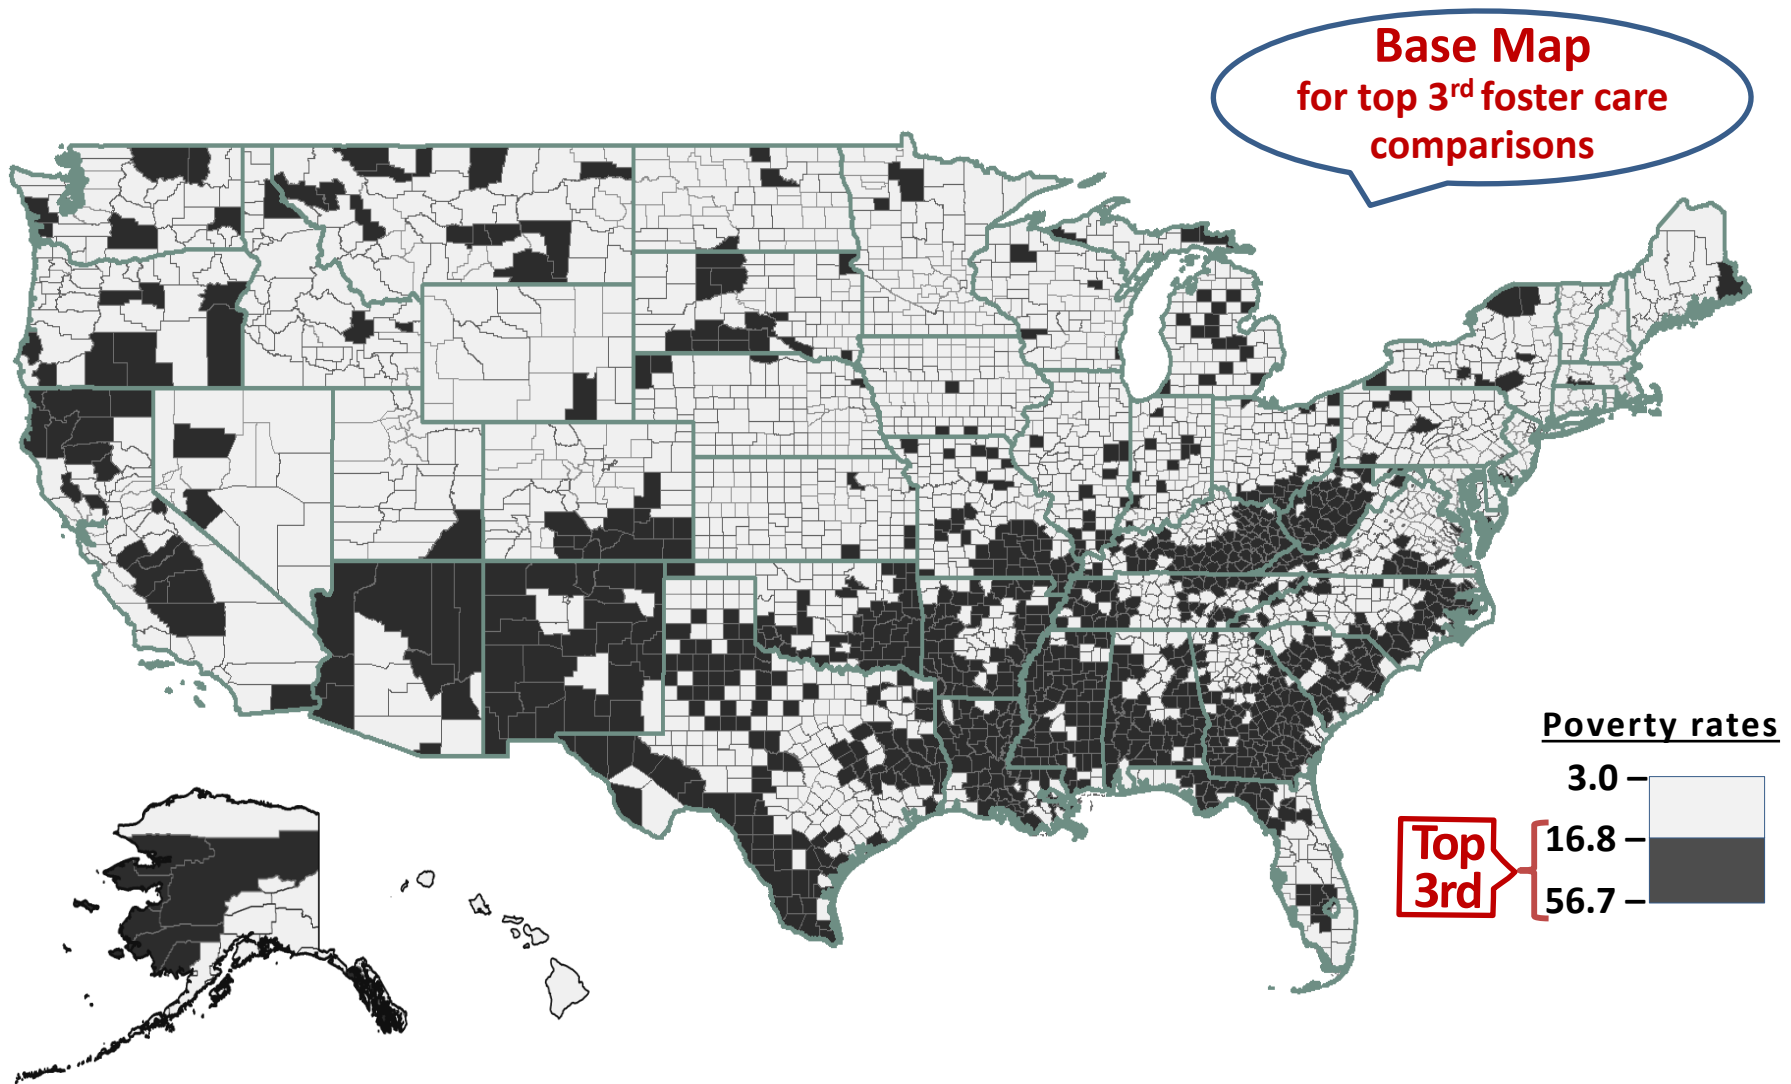 Base Map
for top 3rd foster care
comparisons
Poverty rates
3.0
Top
3rd
16.8
56.7